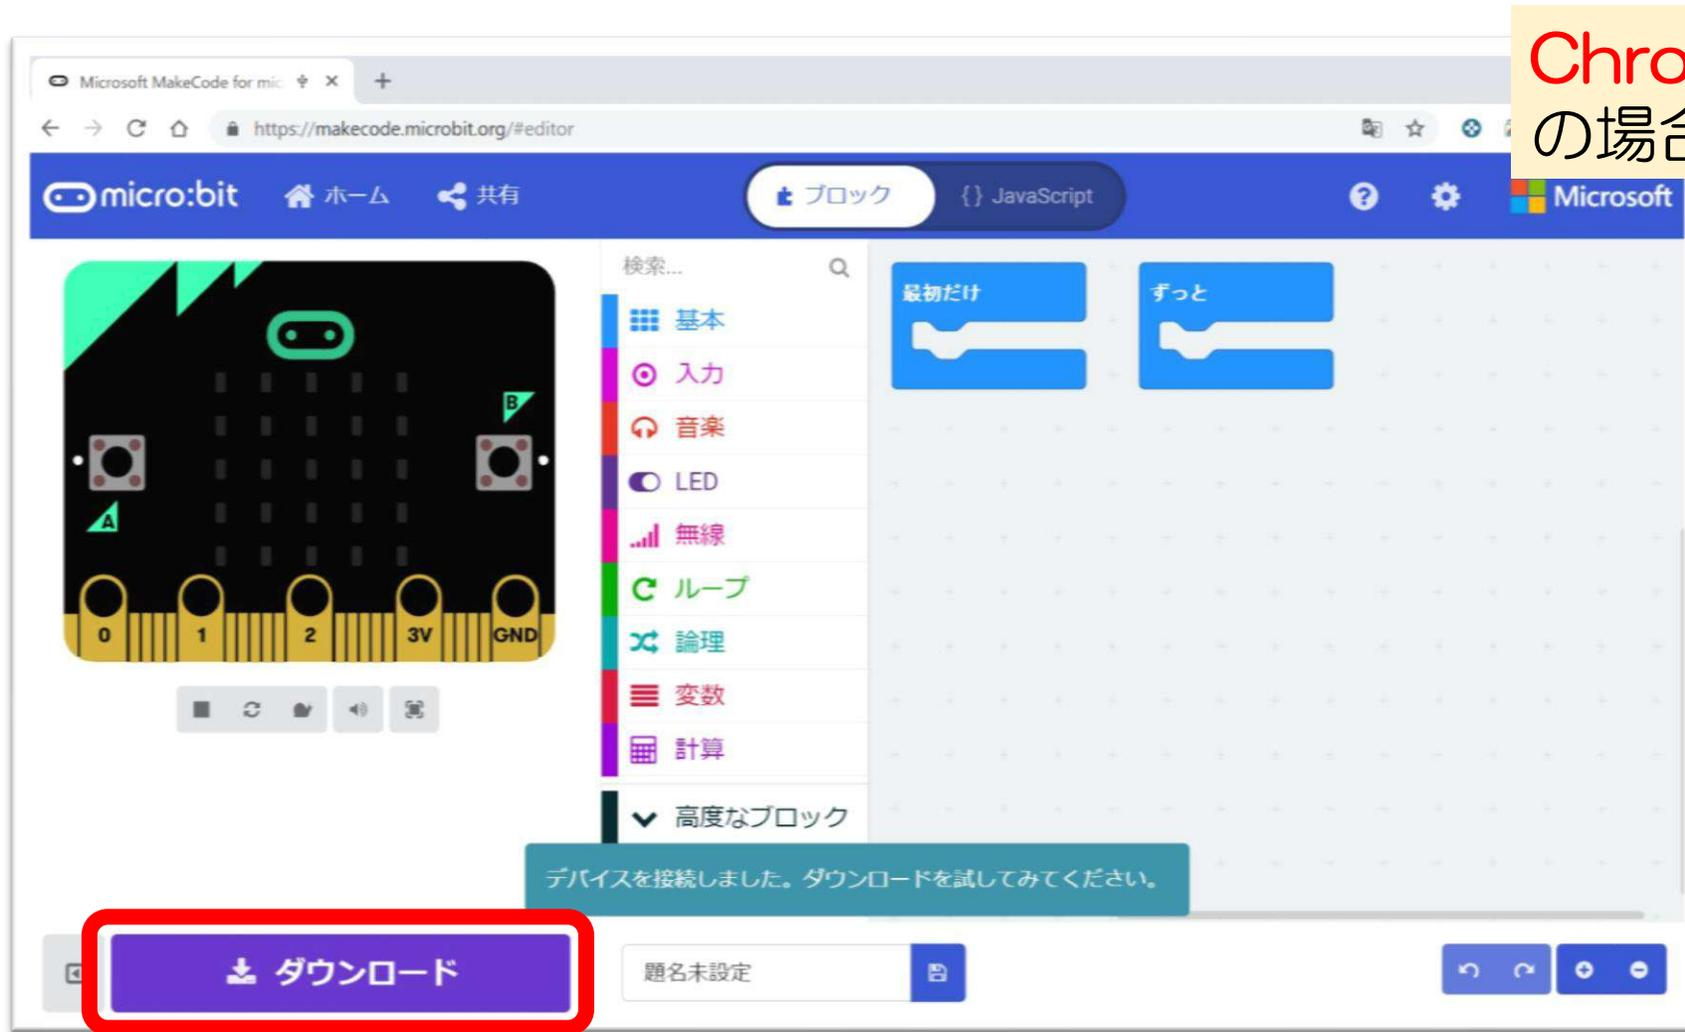 Chro
の場合
Microsoft MakeCode for mic
https://makecode.microbit.org/#editor
micro:bit ホーム 共有 ブロック {} JavaScript Microsoft
検索...
最初だけ ずっと
基本
入力
音楽
LED
無線
ループ
論理
変数
計算
高度なブロック
B
A
0 1 2 3V GND
デバイスを接続しました。ダウンロードを試してみてください。
ダウンロード 題名未設定